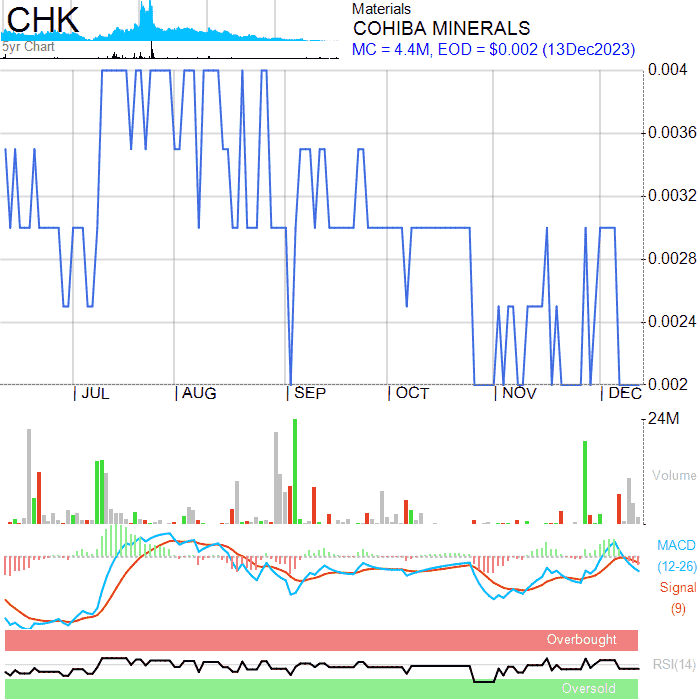 CHK
5yr Chart
Materials
COHIBA MINERALS
MC = 4.4M, EOD = $0.002 (13Dec2023)
0.004
0.0036
0.0032
0.0028
0.0024
0.002
JUL
AUG
SEP
OCT
NOV
DEC
24M
Volume
MACD
(12-26)
Signal
(9)
Overbought
RSI(14)
Oversold